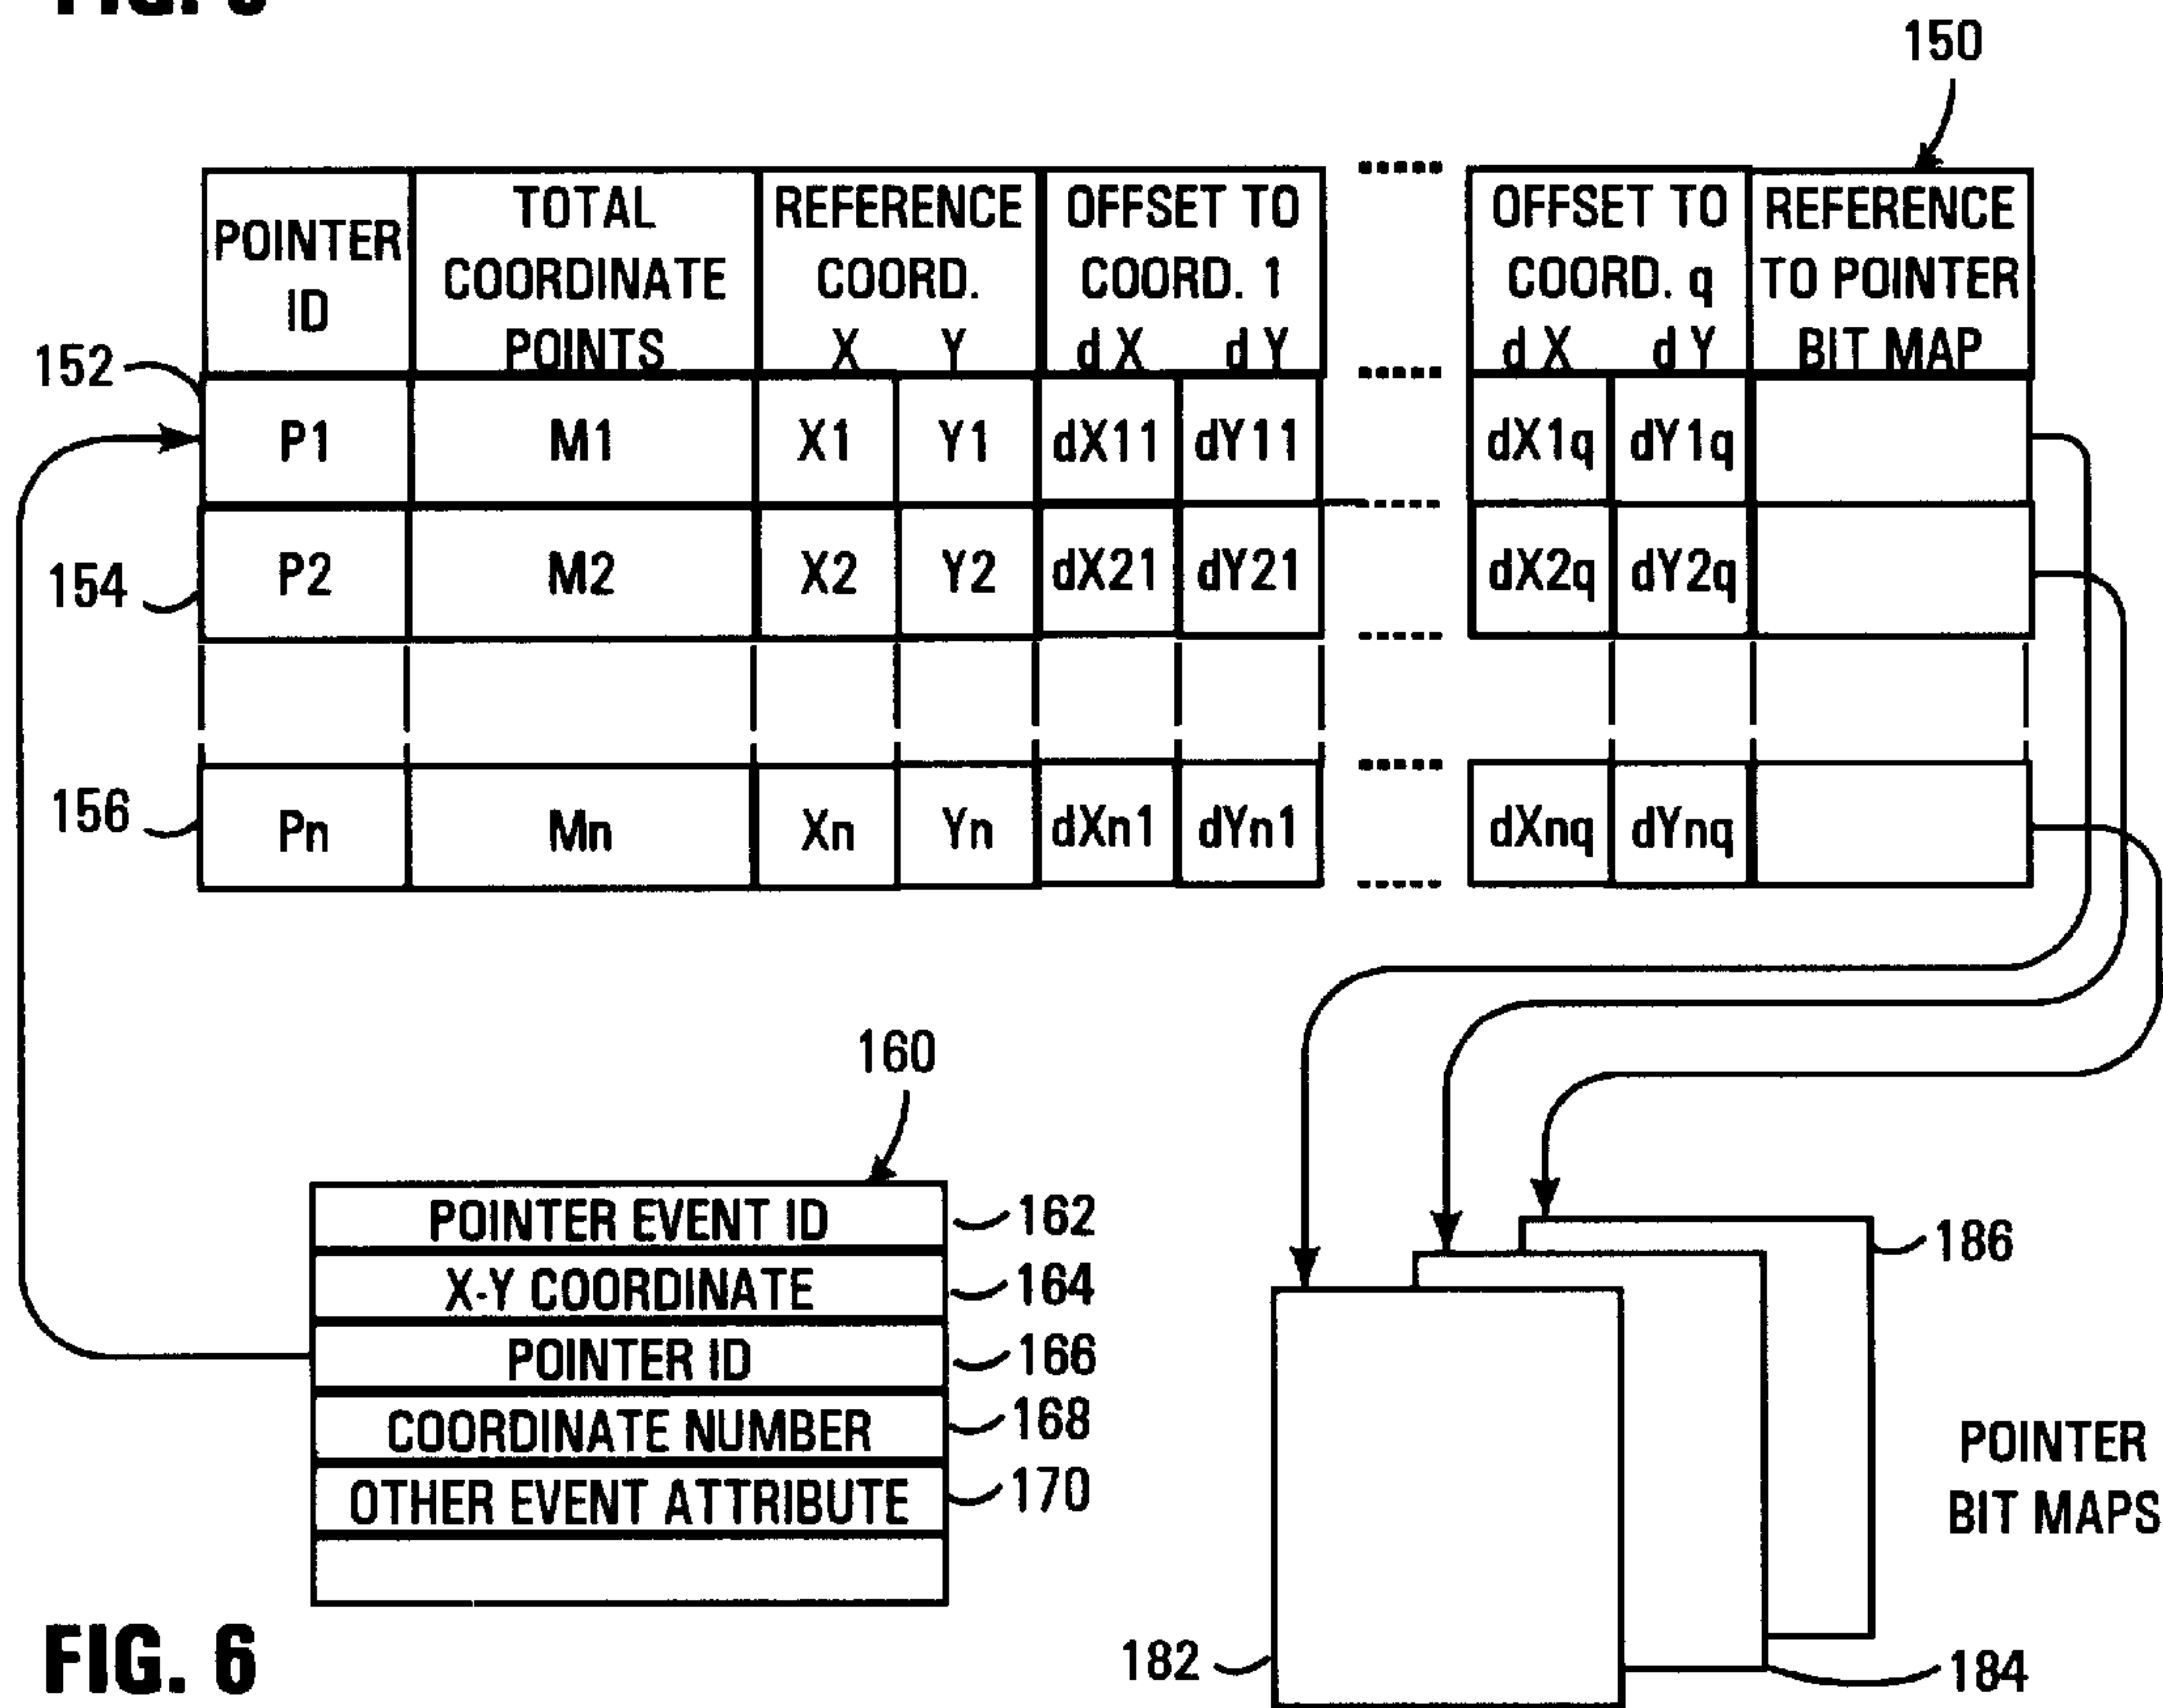 150
POINTER ID
TOTAL COORDINATE POINTS
REFERENCE COORD. X Y
OFFSET TO COORD. 1 dX dY
OFFSET TO COORD. q dX dY
REFERENCE TO POINTER BIT MAP
152
P1 M1 X1 Y1 dX11 dY11 dX1q dY1q
154
P2 M2 X2 Y2 dX21 dY21 dX2q dY2q
156
Pn Mn Xn Yn dXn1 dYn1 dXnq dYnq
160
POINTER EVENT ID 162
X-Y COORDINATE 164
POINTER ID 166
COORDINATE NUMBER 168
OTHER EVENT ATTRIBUTE 170
186
POINTER
BIT MAPS
182
184
FIG. 6